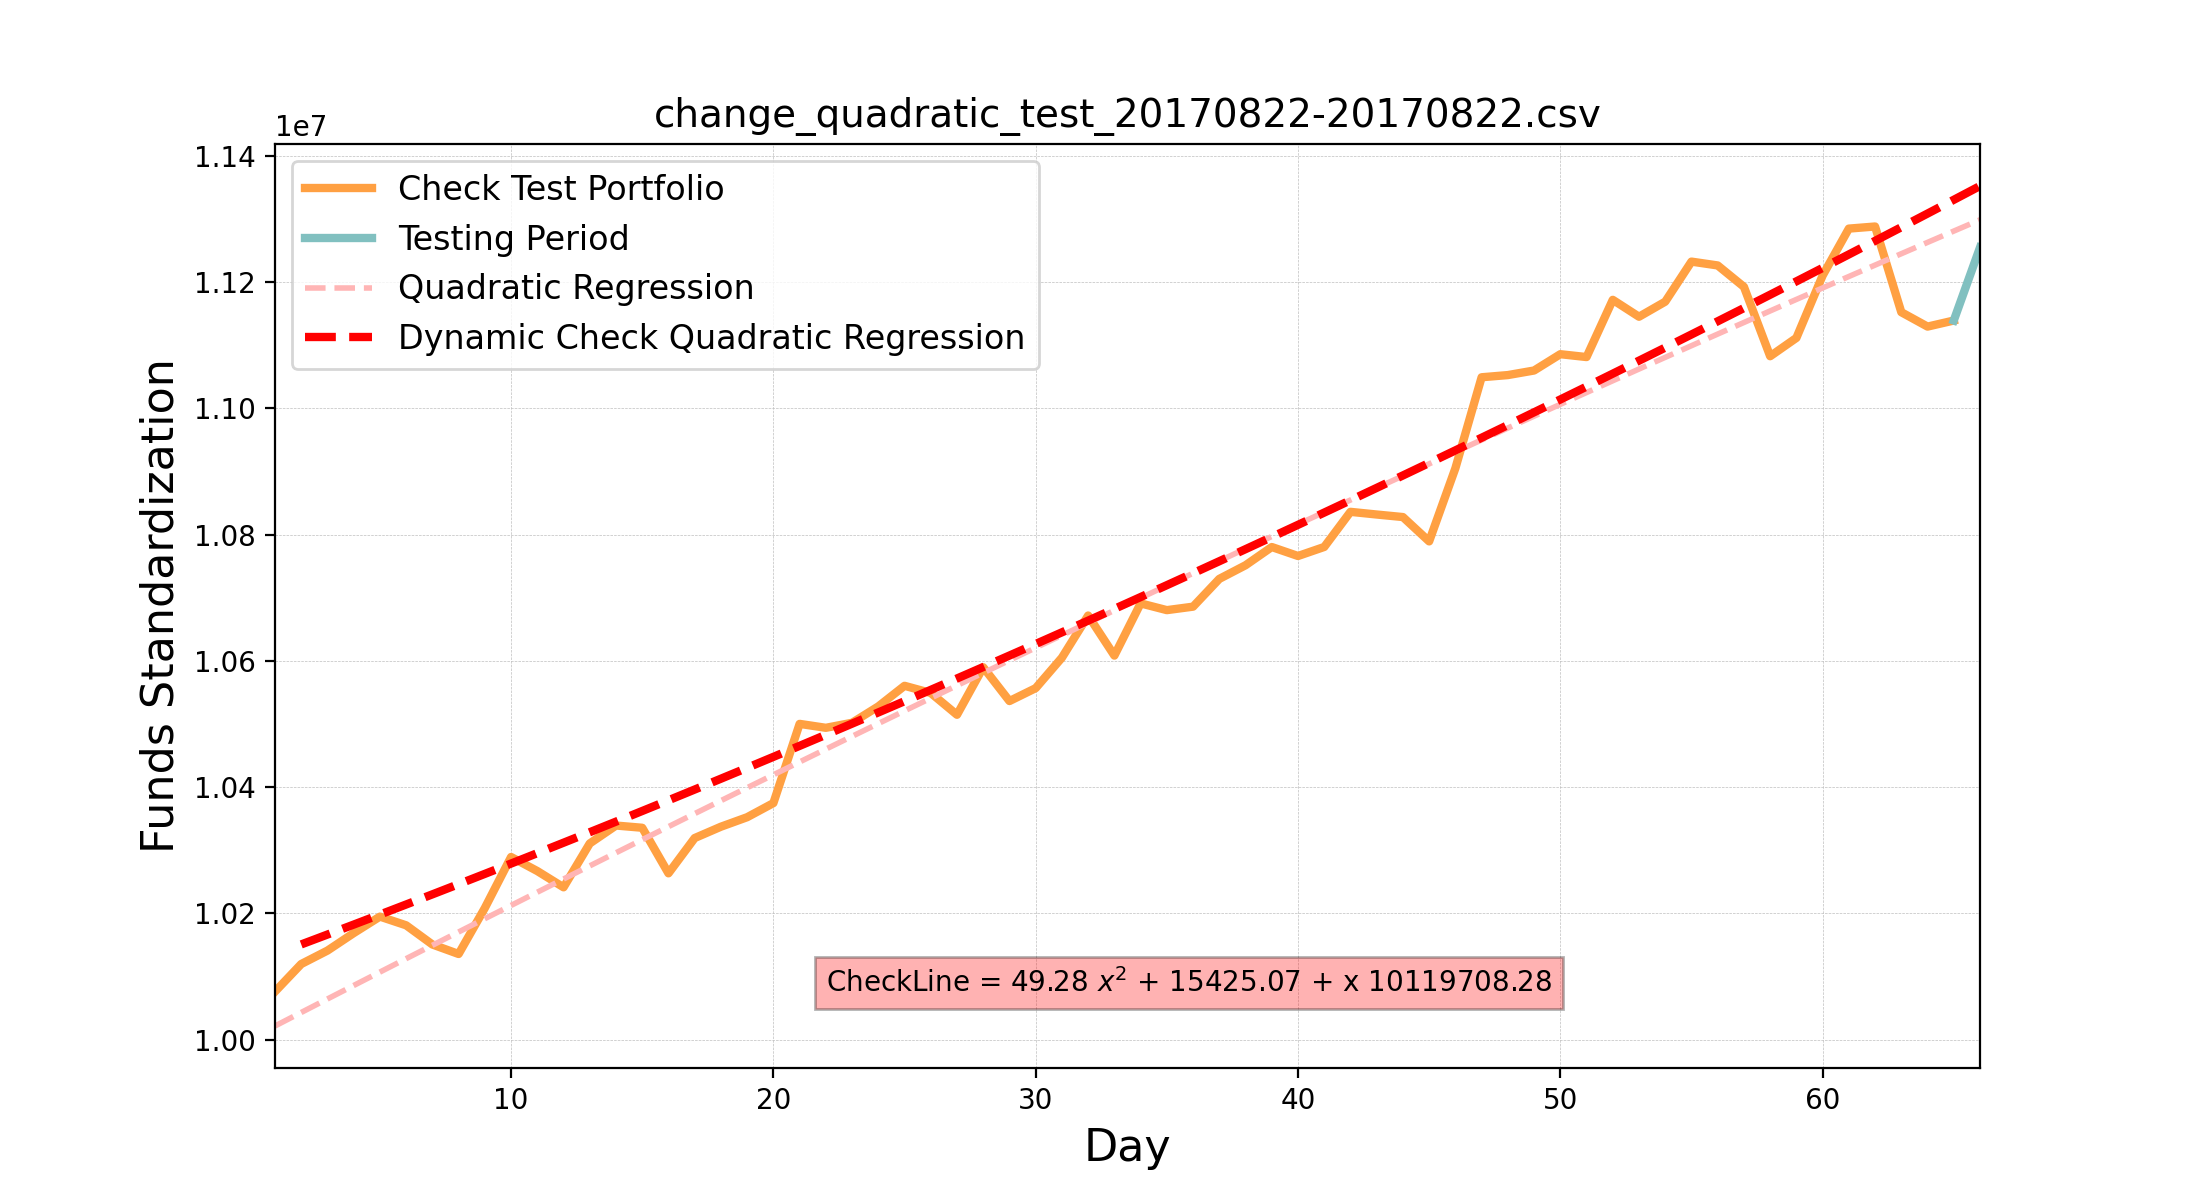 change_quadratic_test_20170822-20170822.csv
1e7
1.14
1.12
1.10
1.08
1.06
1.04
1.02
1.00
Funds Standardization
Check Test Portfolio
Testing Period
Quadratic Regression
Dynamic Check Quadratic Regression
CheckLine = 49.28 x² + 15425.07 + x 10119708.28
10 20 30 40 50 60
Day